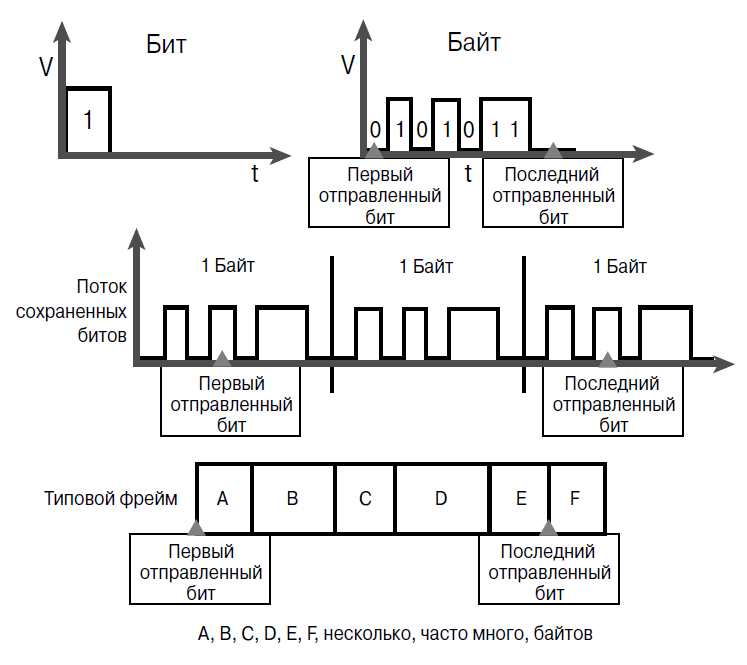 Бит
V
1
t
Байт
V
0 1 0 1 0 1 1
t
Первый
отправленный
бит
Последний
отправленный
бит
Поток
сохраненных
битов
1 Байт
1 Байт
1 Байт
Первый
отправленный
бит
Последний
отправленный
бит
Типовой фрейм
A B C D E F
Первый
отправленный
бит
Последний
отправленный
бит
A, B, C, D, E, F, несколько, часто много, байтов